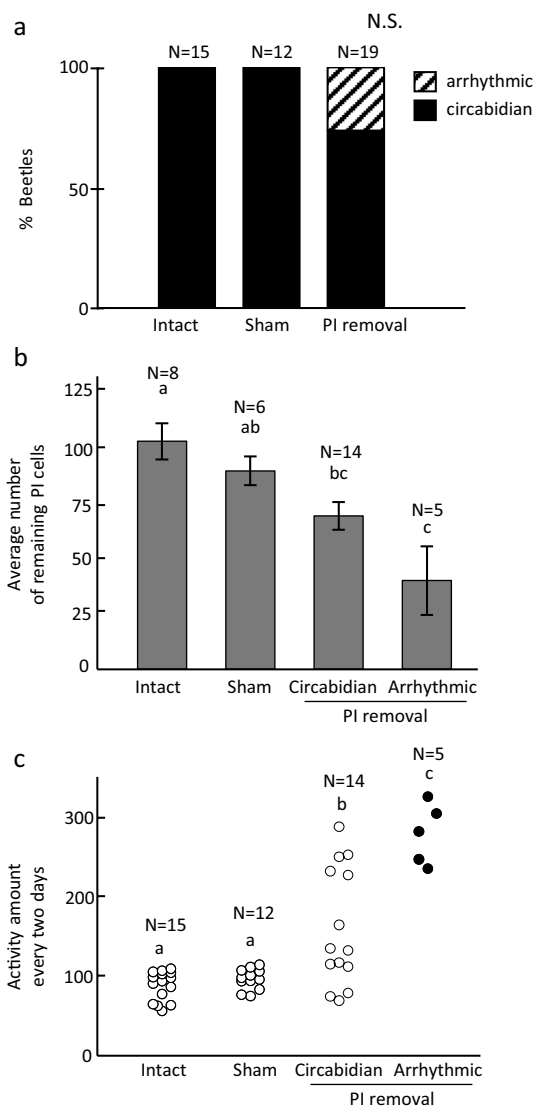 a
N.S.
N=15 N=12 N=19
100
arrhythmic
circabidian
50
% Beetles
0
Intact Sham PI removal
b
125
N=8
a
N=6
ab
100
N=14
bc
75
N=5
c
50
25
0
Average number
of remaining PI cells
Intact Sham Circabidian Arrhythmic
PI removal
c
N=5
c
N=14
b
300
200
N=15
a
N=12
a
100
0
Activity amount
every two days
Intact Sham Circabidian Arrhythmic
PI removal